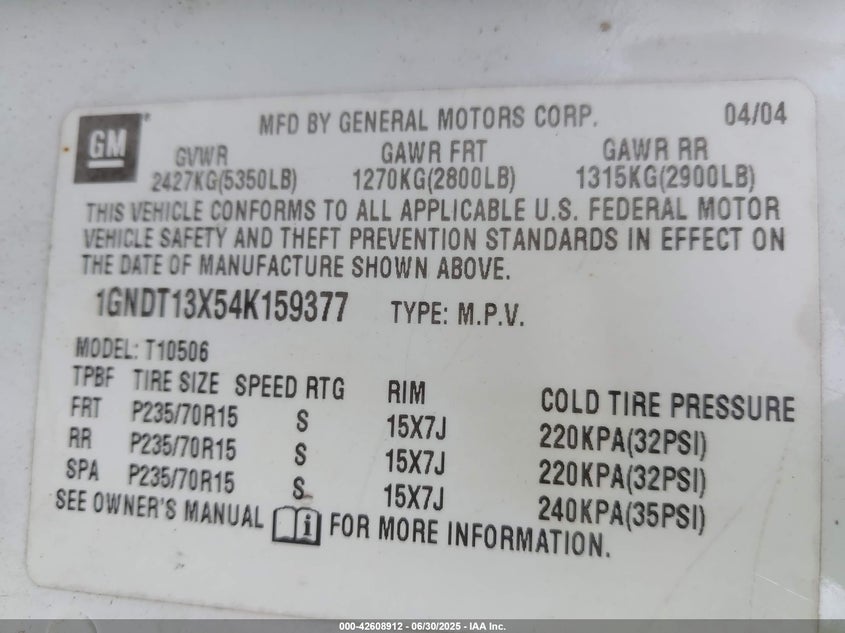 GM
MFD BY GENERAL MOTORS CORP. 04/04
GVWR GAWR FRT GAWR RR
2427KG(5350LB) 1270KG(2800LB) 1315KG(2900LB)
THIS VEHICLE CONFORMS TO ALL APPLICABLE U.S. FEDERAL MOTOR
VEHICLE SAFETY AND THEFT PREVENTION STANDARDS IN EFFECT ON
THE DATE OF MANUFACTURE SHOWN ABOVE.
1GNDT13X54K159377 TYPE: M.P.V.
MODEL: T10506
TPBF TIRE SIZE SPEED RTG RIM COLD TIRE PRESSURE
FRT P235/70R15 S 15X7J 220KPA(32PSI)
RR P235/70R15 S 15X7J 220KPA(32PSI)
SPA P235/70R15 S 15X7J 240KPA(35PSI)
SEE OWNER'S MANUAL i FOR MORE INFORMATION.
000-42608912 - 06/30/2025 - IAA Inc.